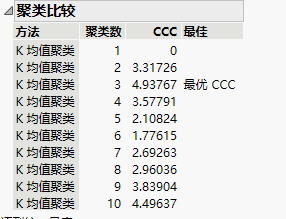 聚类比较
方法 聚类数 CCC 最佳
K 均值聚类 1 0
K 均值聚类 2 3.31726
K 均值聚类 3 4.93767 最优 CCC
K 均值聚类 4 3.57791
K 均值聚类 5 2.10824
K 均值聚类 6 1.77615
K 均值聚类 7 2.69263
K 均值聚类 8 2.96036
K 均值聚类 9 3.83904
K 均值聚类 10 4.49637